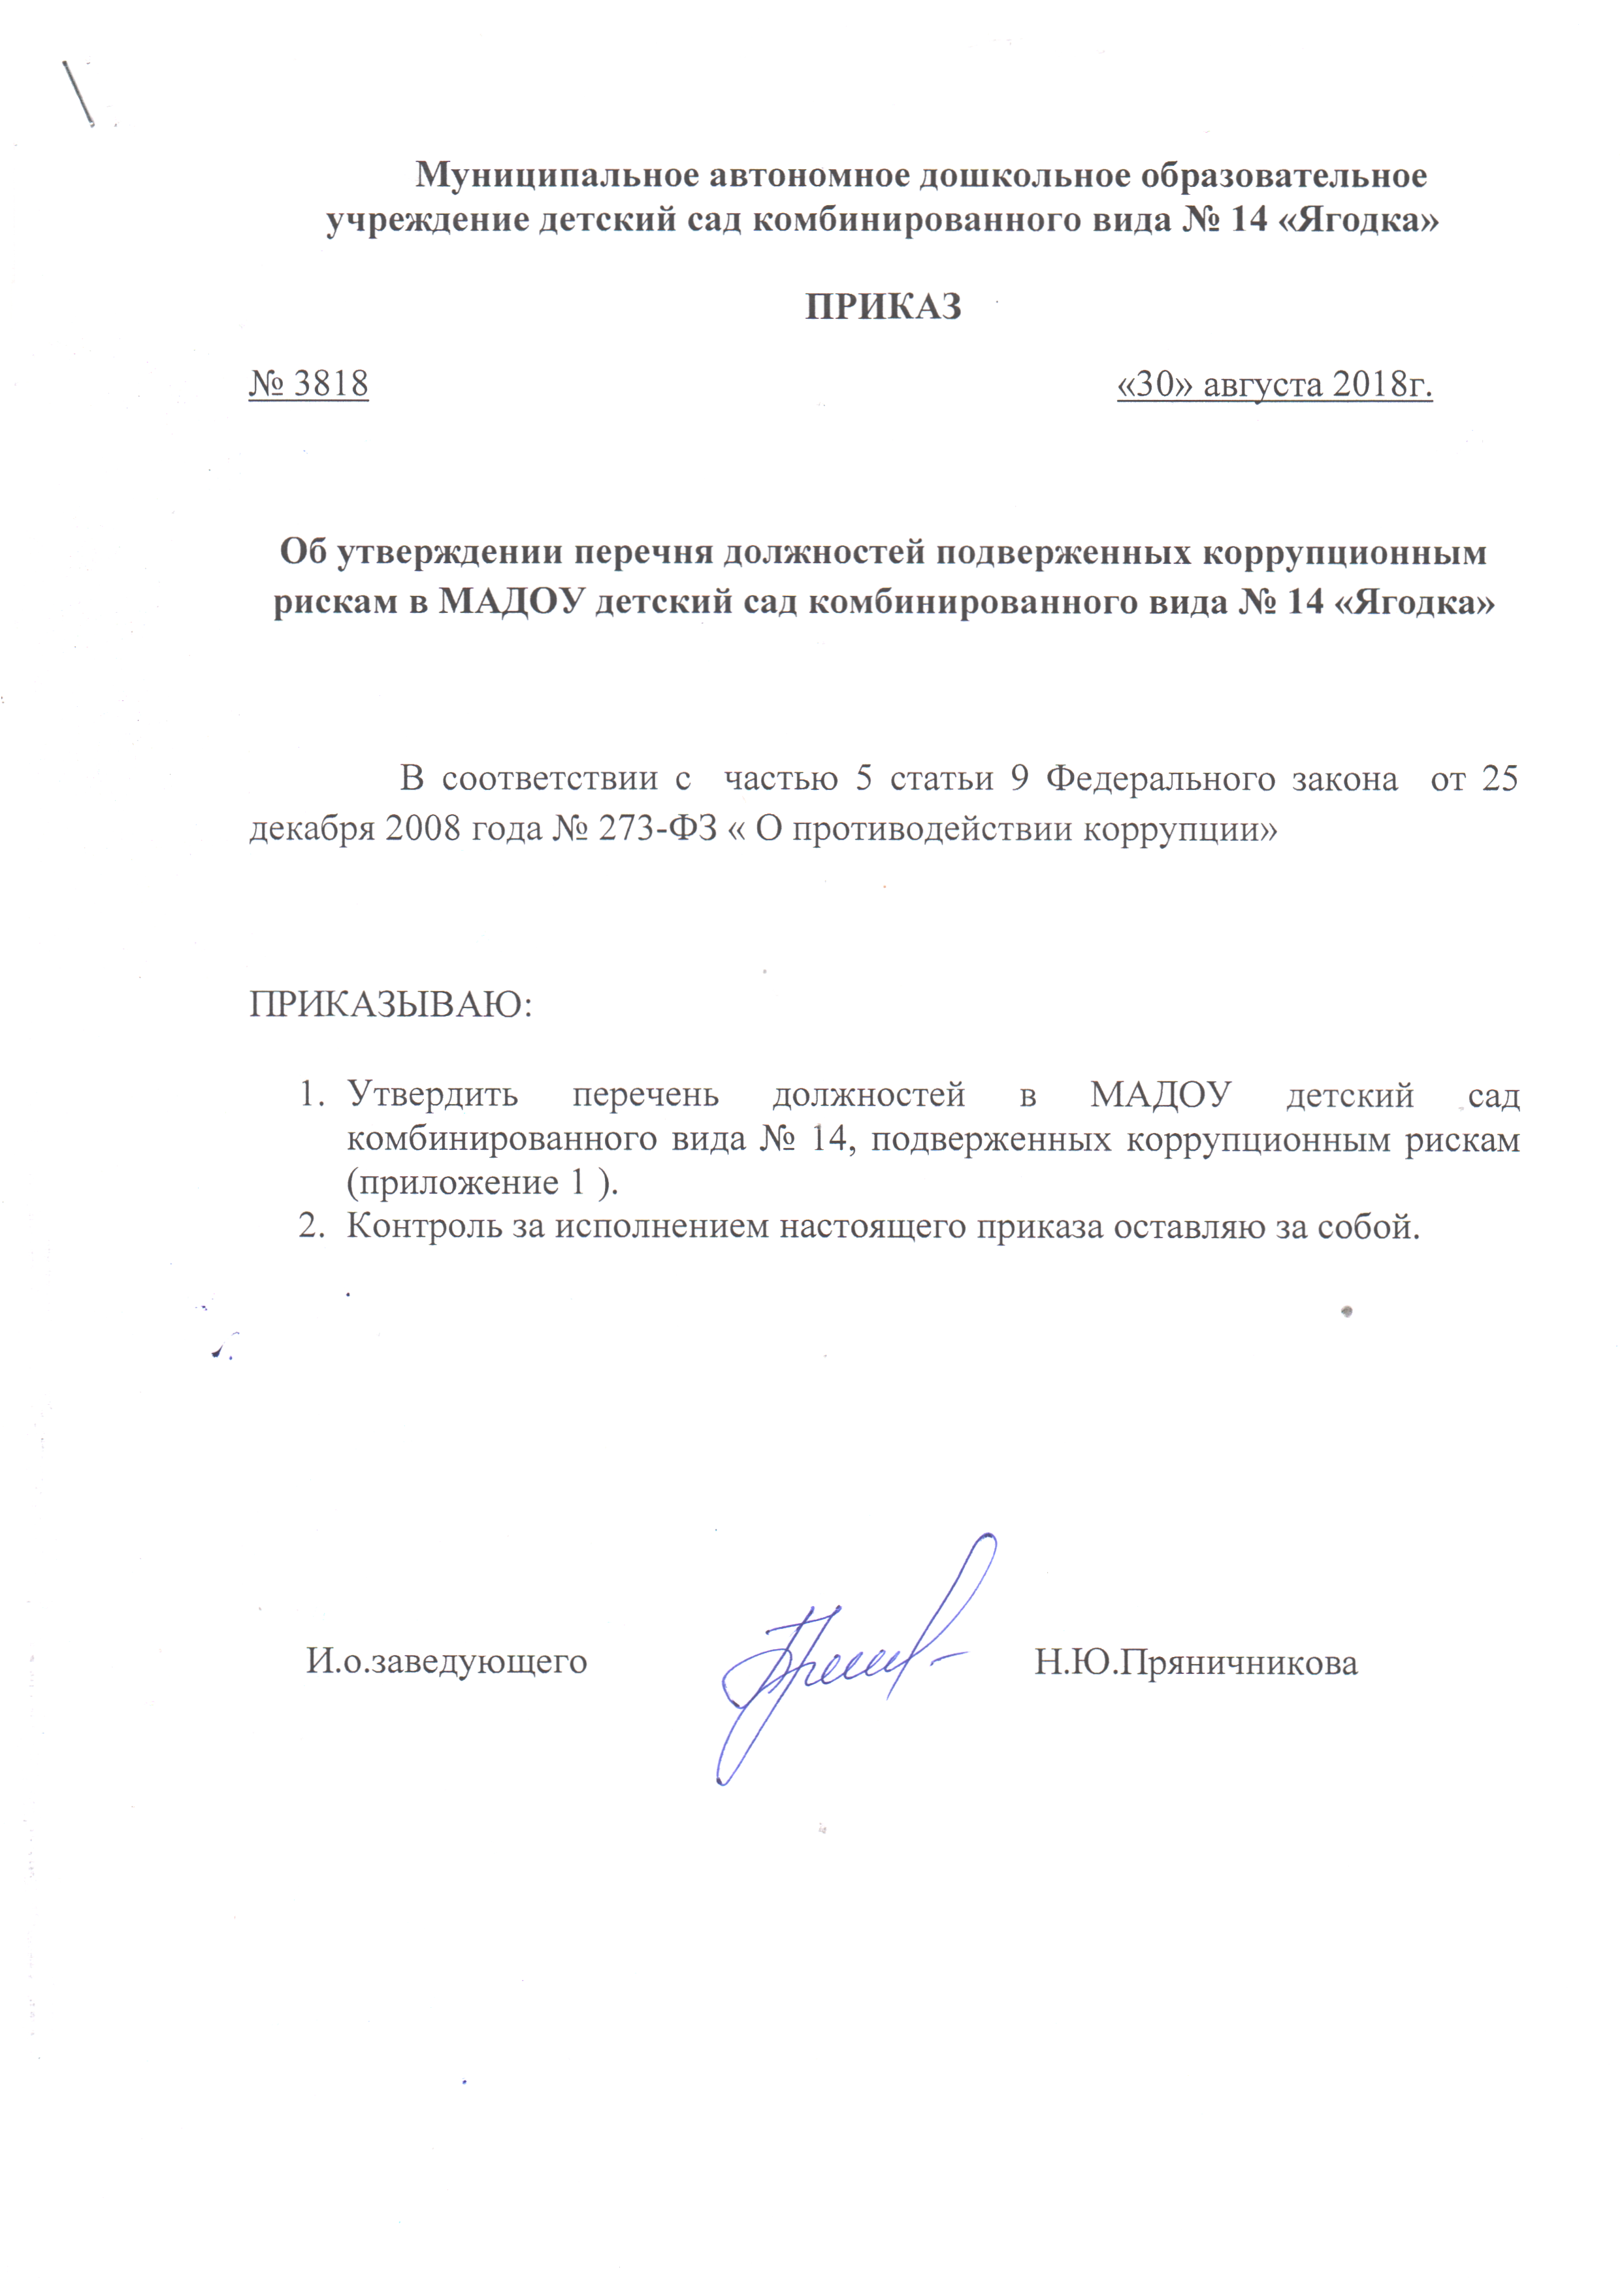 Муниципальное автономное дошкольное образовательное
учреждение детский сад комбинированного вида № 14 «Ягодка»
ПРИКАЗ
№ 3818 «30» августа 2018г.
Об утверждении перечня должностей подверженных коррупционным
рискам в МАДОУ детский сад комбинированного вида № 14 «Ягодка»
В соответствии с частью 5 статьи 9 Федерального закона от 25
декабря 2008 года № 273-ФЗ « О противодействии коррупции»
ПРИКАЗЫВАЮ:
1. Утвердить перечень должностей в МАДОУ детский сад
комбинированного вида № 14, подверженных коррупционным рискам
(приложение 1 ).
2. Контроль за исполнением настоящего приказа оставляю за собой.
И.о.заведующего Н.Ю.Пряничникова